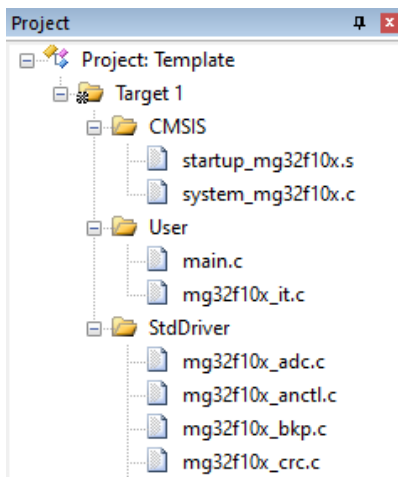 Project
Project: Template
Target 1
CMSIS
startup_mg32f10x.s
system_mg32f10x.c
User
main.c
mg32f10x_it.c
StdDriver
mg32f10x_adc.c
mg32f10x_anctl.c
mg32f10x_bkp.c
mg32f10x_crc.c